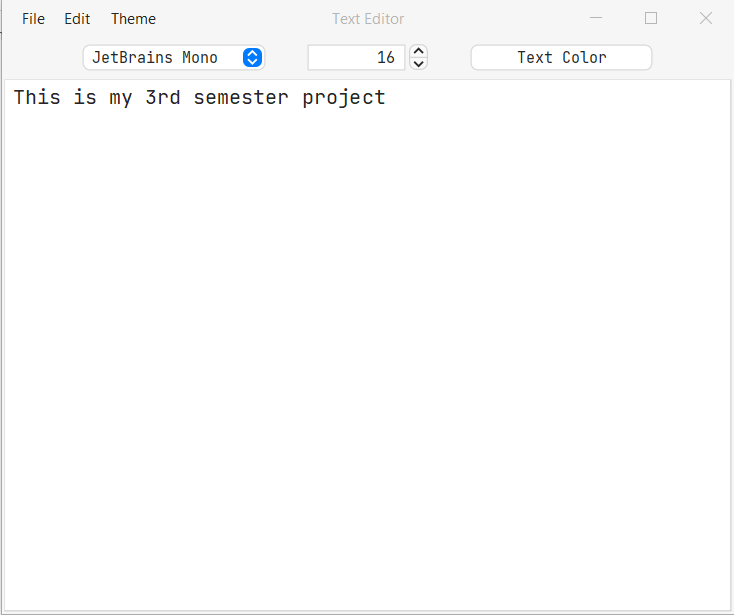 File Edit Theme Text Editor
JetBrains Mono 16 Text Color
This is my 3rd semester project